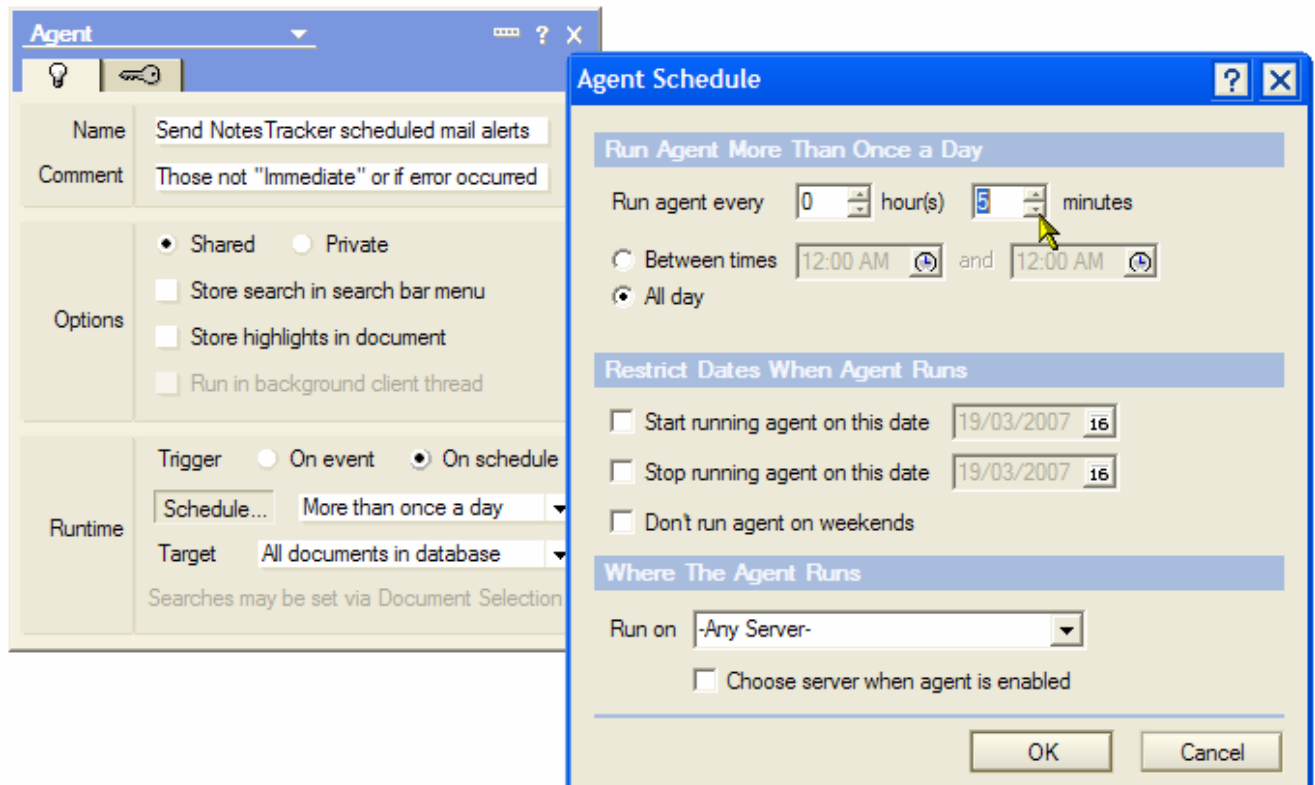 Agent
?
Name Send NotesTracker scheduled mail alerts
Comment Those not "Immediate" or if error occurred
Options
Shared Private
Store search in search bar menu
Store highlights in document
Run in background client thread
Runtime
Trigger On event On schedule
Schedule... More than once a day
Target All documents in database
Searches may be set via Document Selection
Agent Schedule
?
Run Agent More Than Once a Day
Run agent every 0 hour(s) 5 minutes
Between times 12:00 AM and 12:00 AM
All day
Restrict Dates When Agent Runs
Start running agent on this date 19/03/2007 16
Stop running agent on this date 19/03/2007 16
Don't run agent on weekends
Where The Agent Runs
Run on -Any Server-
Choose server when agent is enabled
OK Cancel